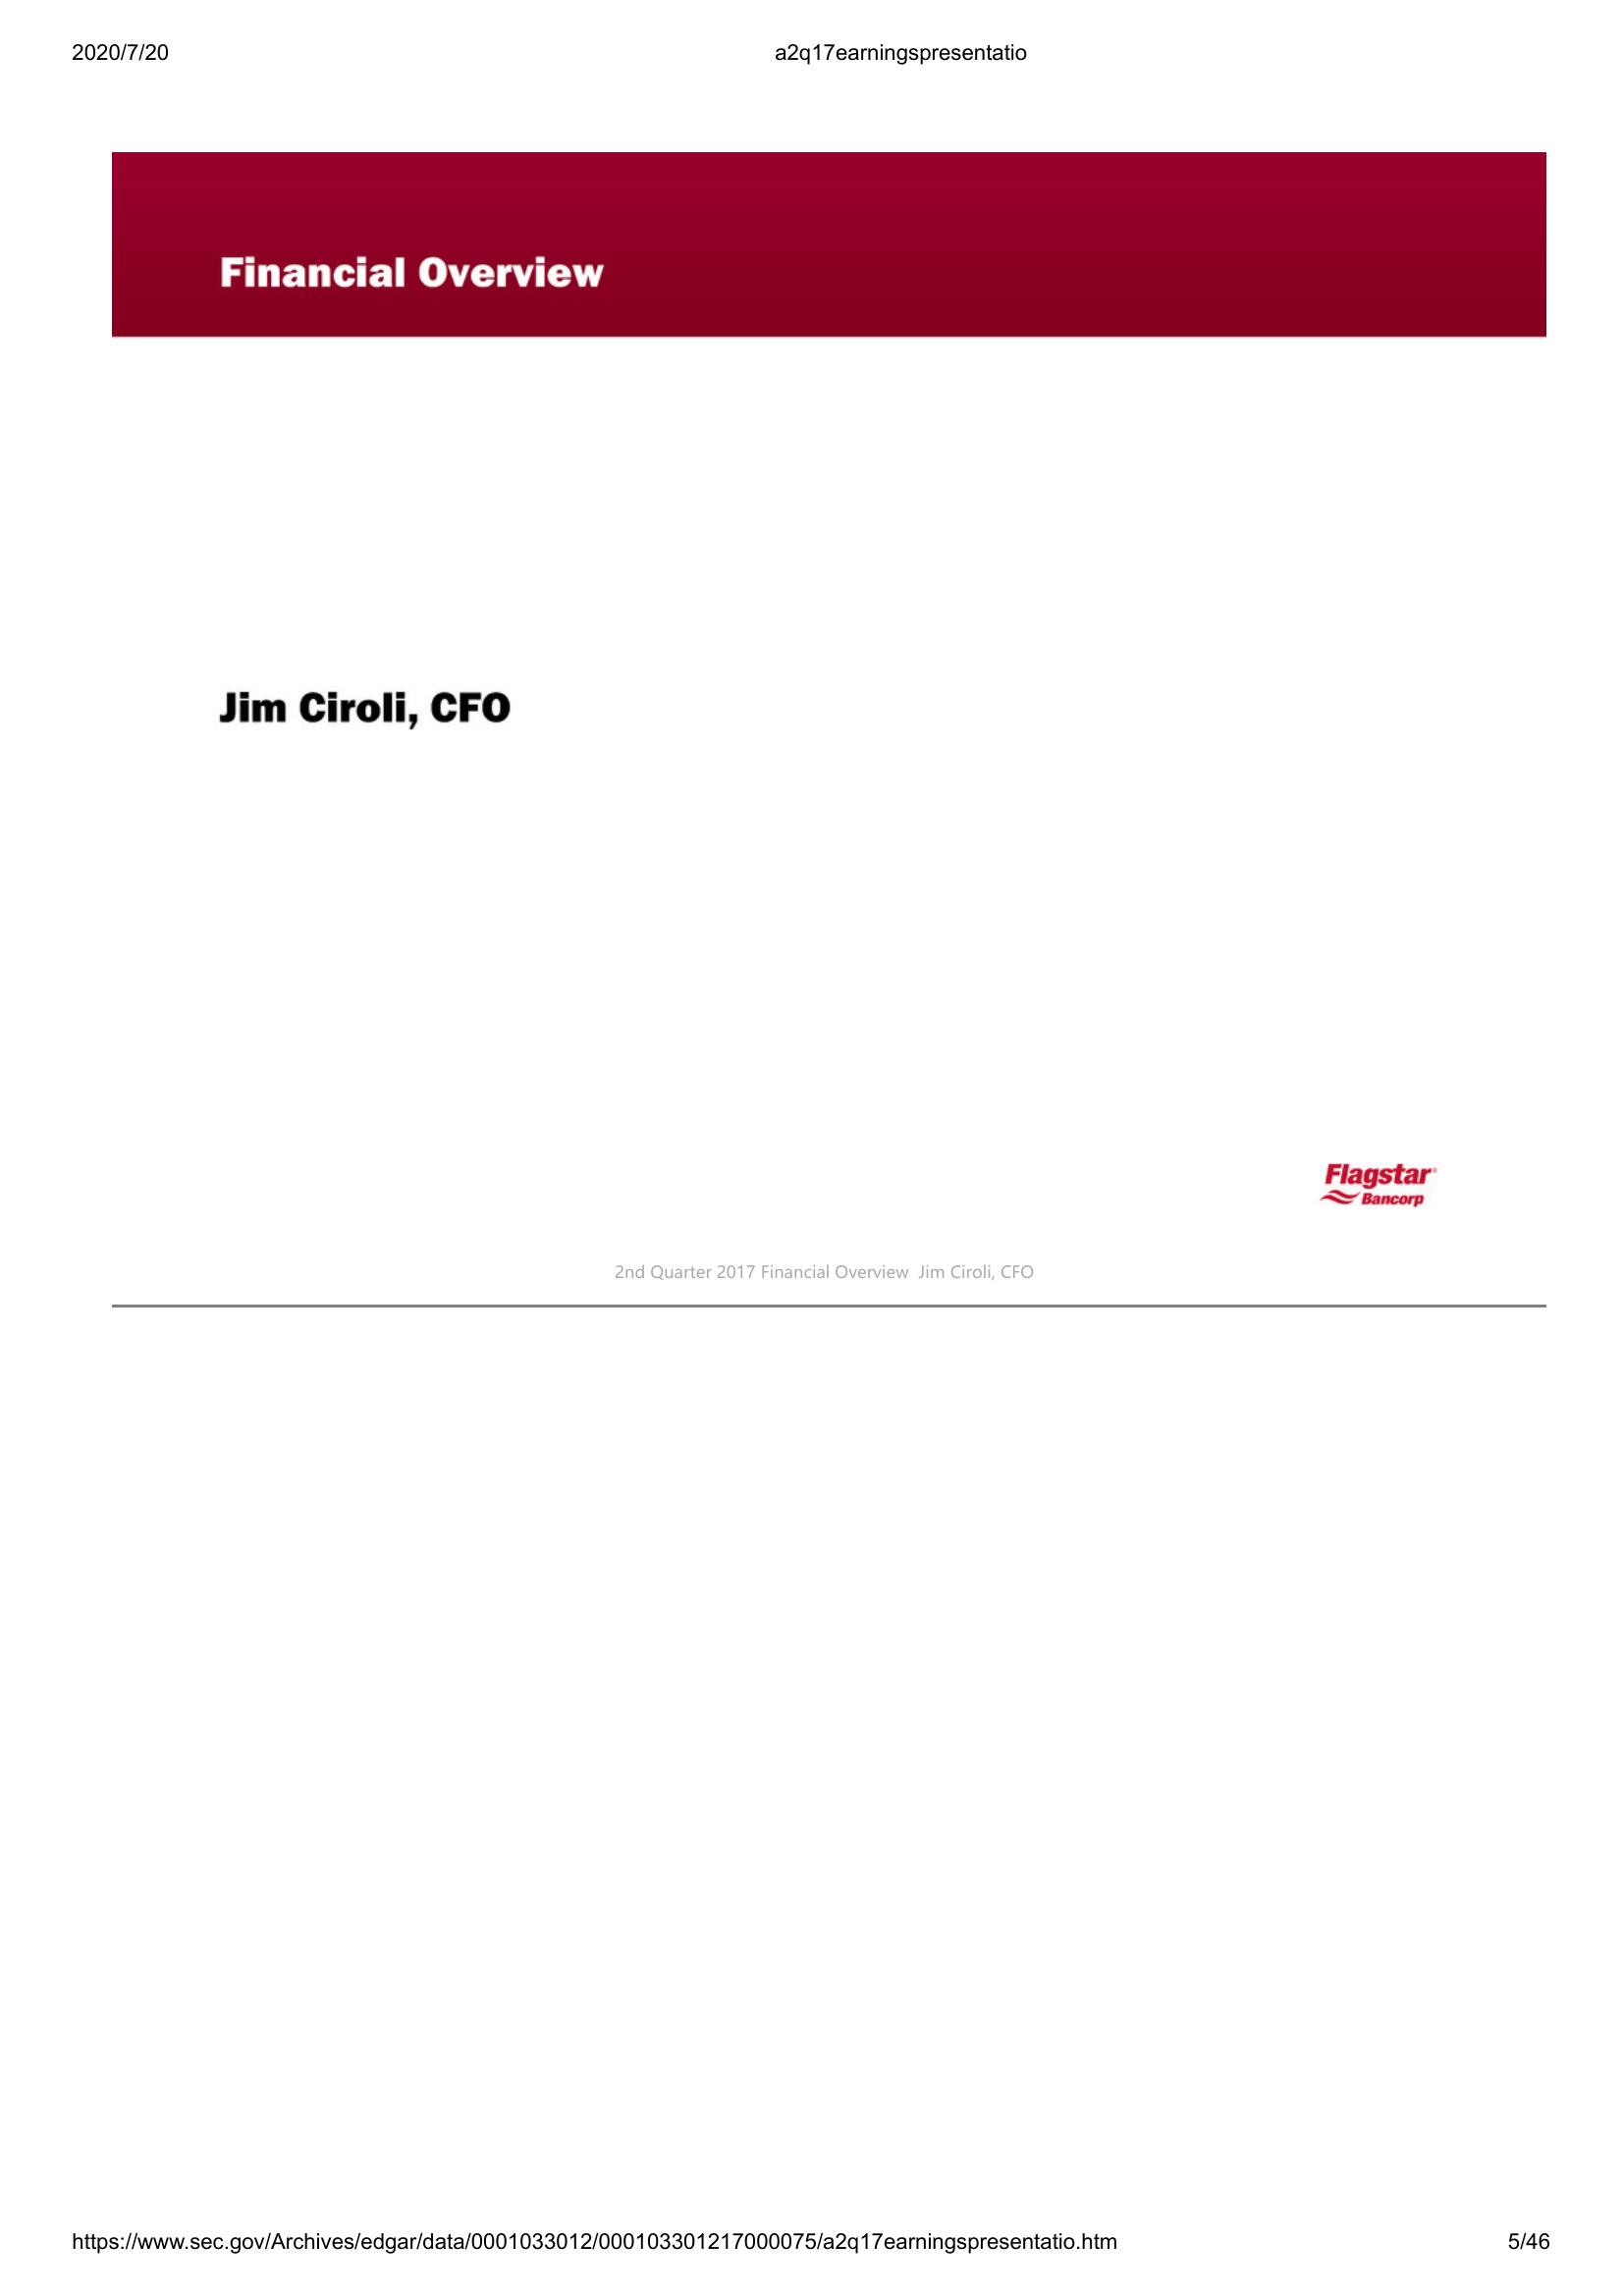 2020/7/20 a2q17earningspresentatio
Financial Overview
Jim Ciroli, CFO
Flagstar®
Bancorp
2nd Quarter 2017 Financial Overview  Jim Ciroli, CFO
https://www.sec.gov/Archives/edgar/data/0001033012/000103301217000075/a2q17earningspresentatio.htm 5/46